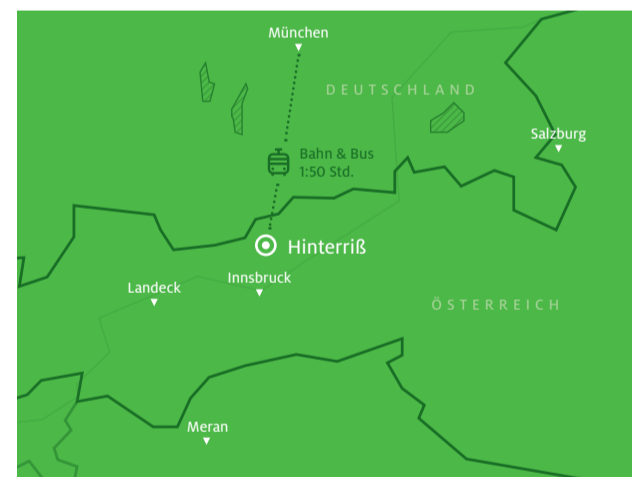 München
DEUTSCHLAND
Salzburg
Bahn & Bus
1:50 Std.
Hinterriß
Innsbruck
Landeck
ÖSTERREICH
Meran